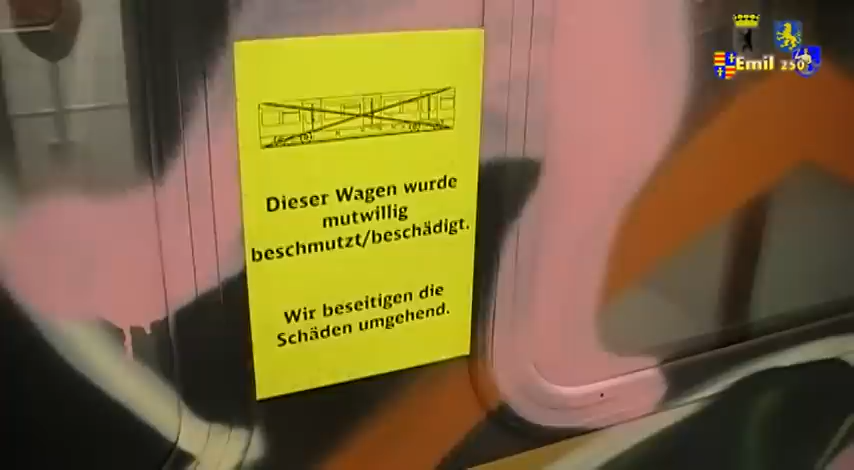 Emil 250
Dieser Wagen wurde
mutwillig
beschmutzt/beschädigt.
Wir beseitigen die
Schäden umgehend.